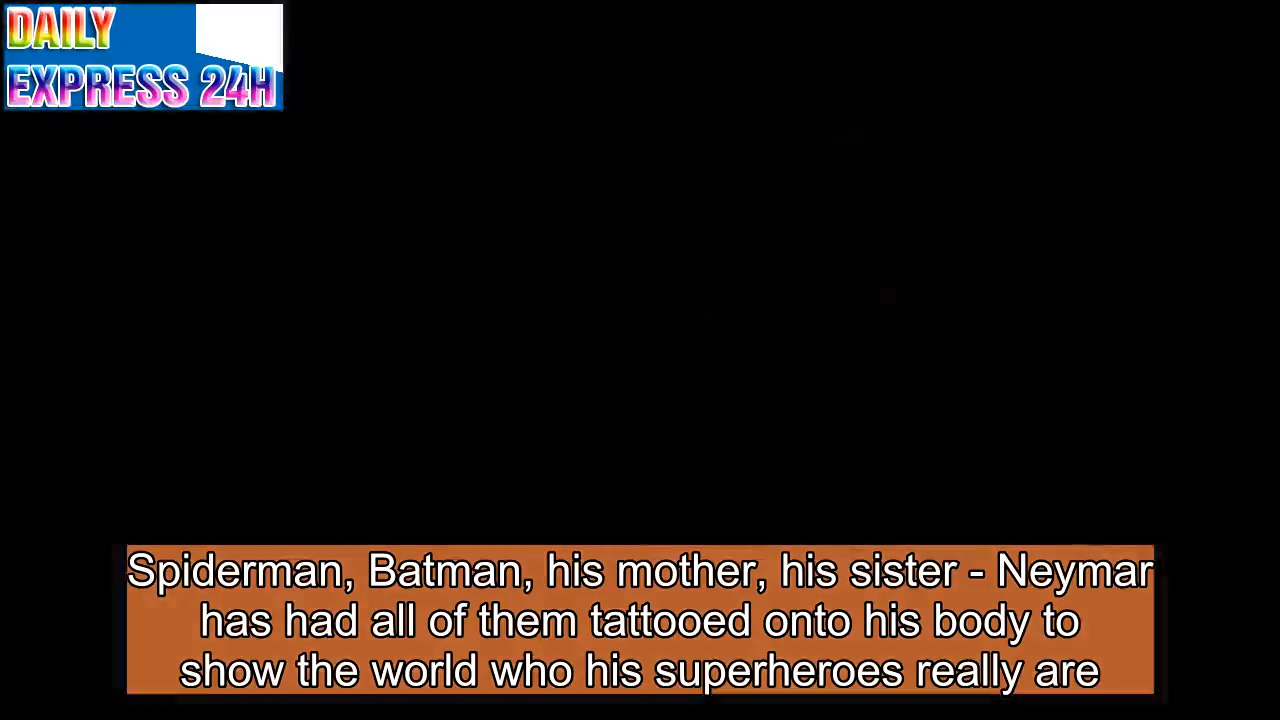 DAILY
EXPRESS 24H
Spiderman, Batman, his mother, his sister - Neymar
has had all of them tattooed onto his body to
show the world who his superheroes really are